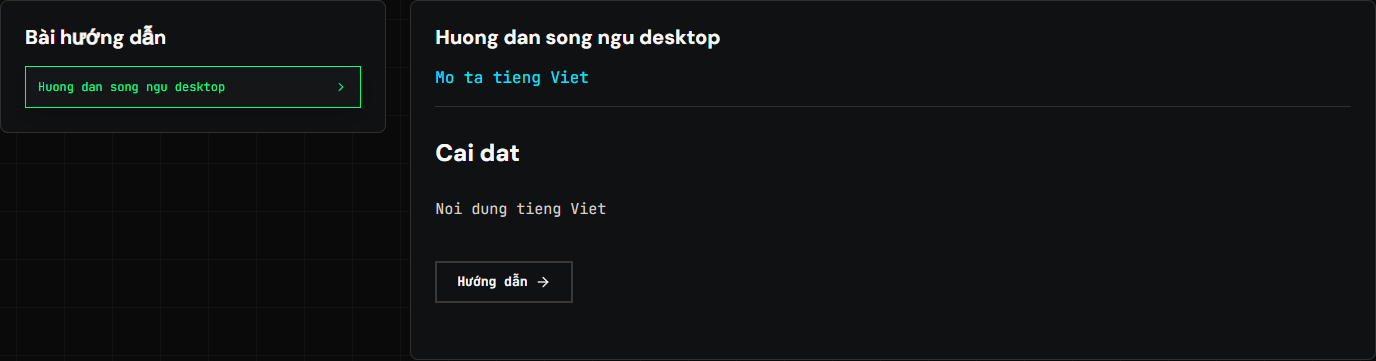 Bài hướng dẫn
Huong dan song ngu desktop
Huong dan song ngu desktop
Mo ta tieng Viet
Cai dat
Noi dung tieng Viet
Hướng dẫn